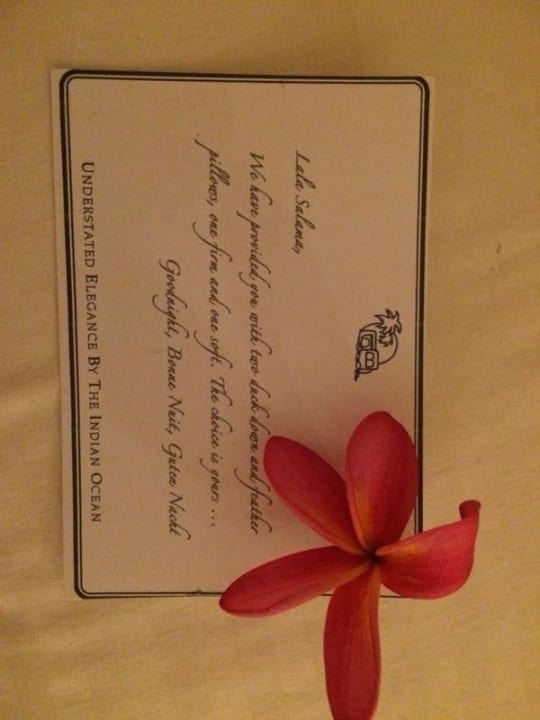 Lala Salama,
We have provided you with two duck down and feather
pillows, one firm and one soft. The choice is yours ...
Goodnight, Bonne Nuit, Guten Nacht
UNDERSTATED ELEGANCE BY THE INDIAN OCEAN